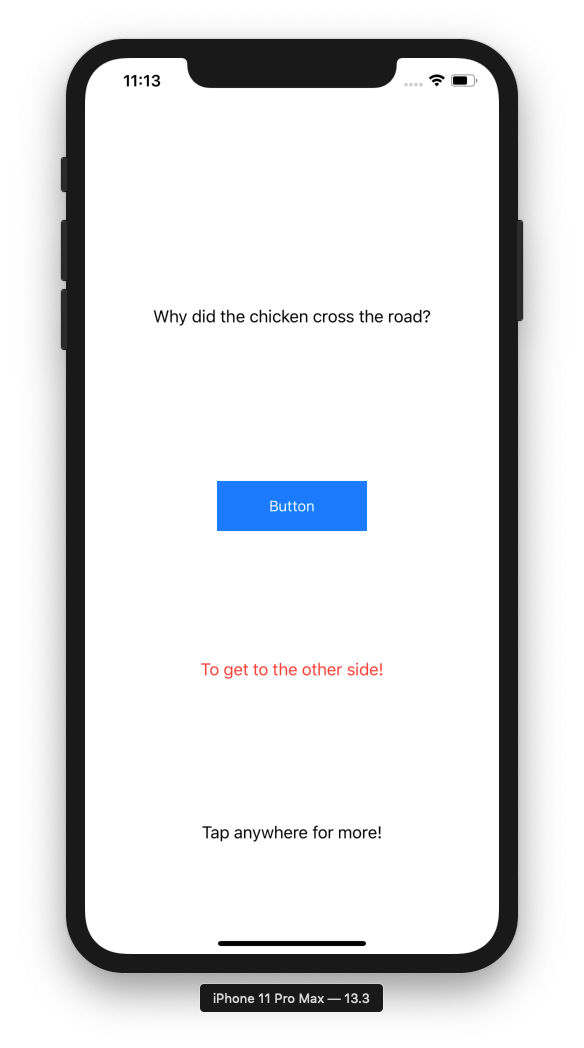 11:13
Why did the chicken cross the road?
Button
To get to the other side!
Tap anywhere for more!
iPhone 11 Pro Max — 13.3